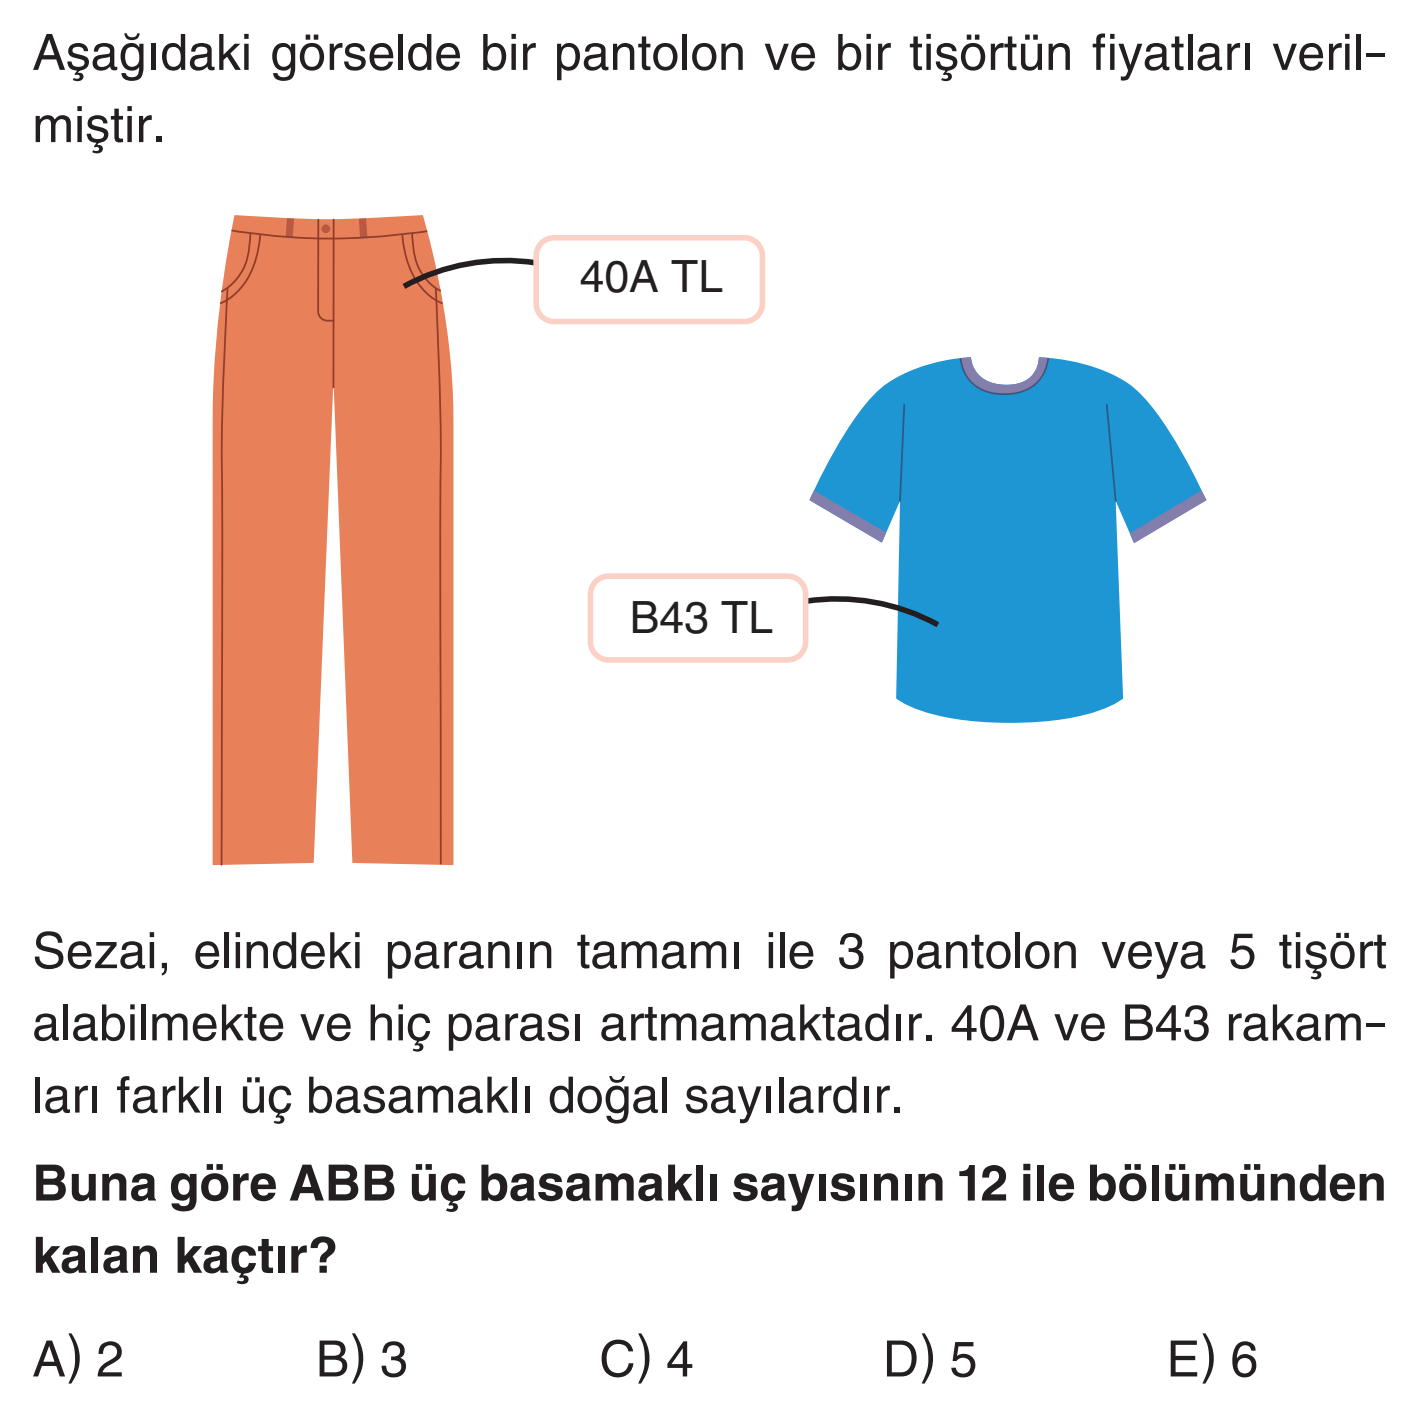 Aşağıdaki görselde bir pantolon ve bir tişörtün fiyatları veril-
miştir.
40A TL
B43 TL
Sezai, elindeki paranın tamamı ile 3 pantolon veya 5 tişört
alabilmekte ve hiç parası artmamaktadır. 40A ve B43 rakam-
ları farklı üç basamaklı doğal sayılardır.
Buna göre ABB üç basamaklı sayısının 12 ile bölümünden
kalan kaçtır?
A) 2 B) 3 C) 4 D) 5 E) 6